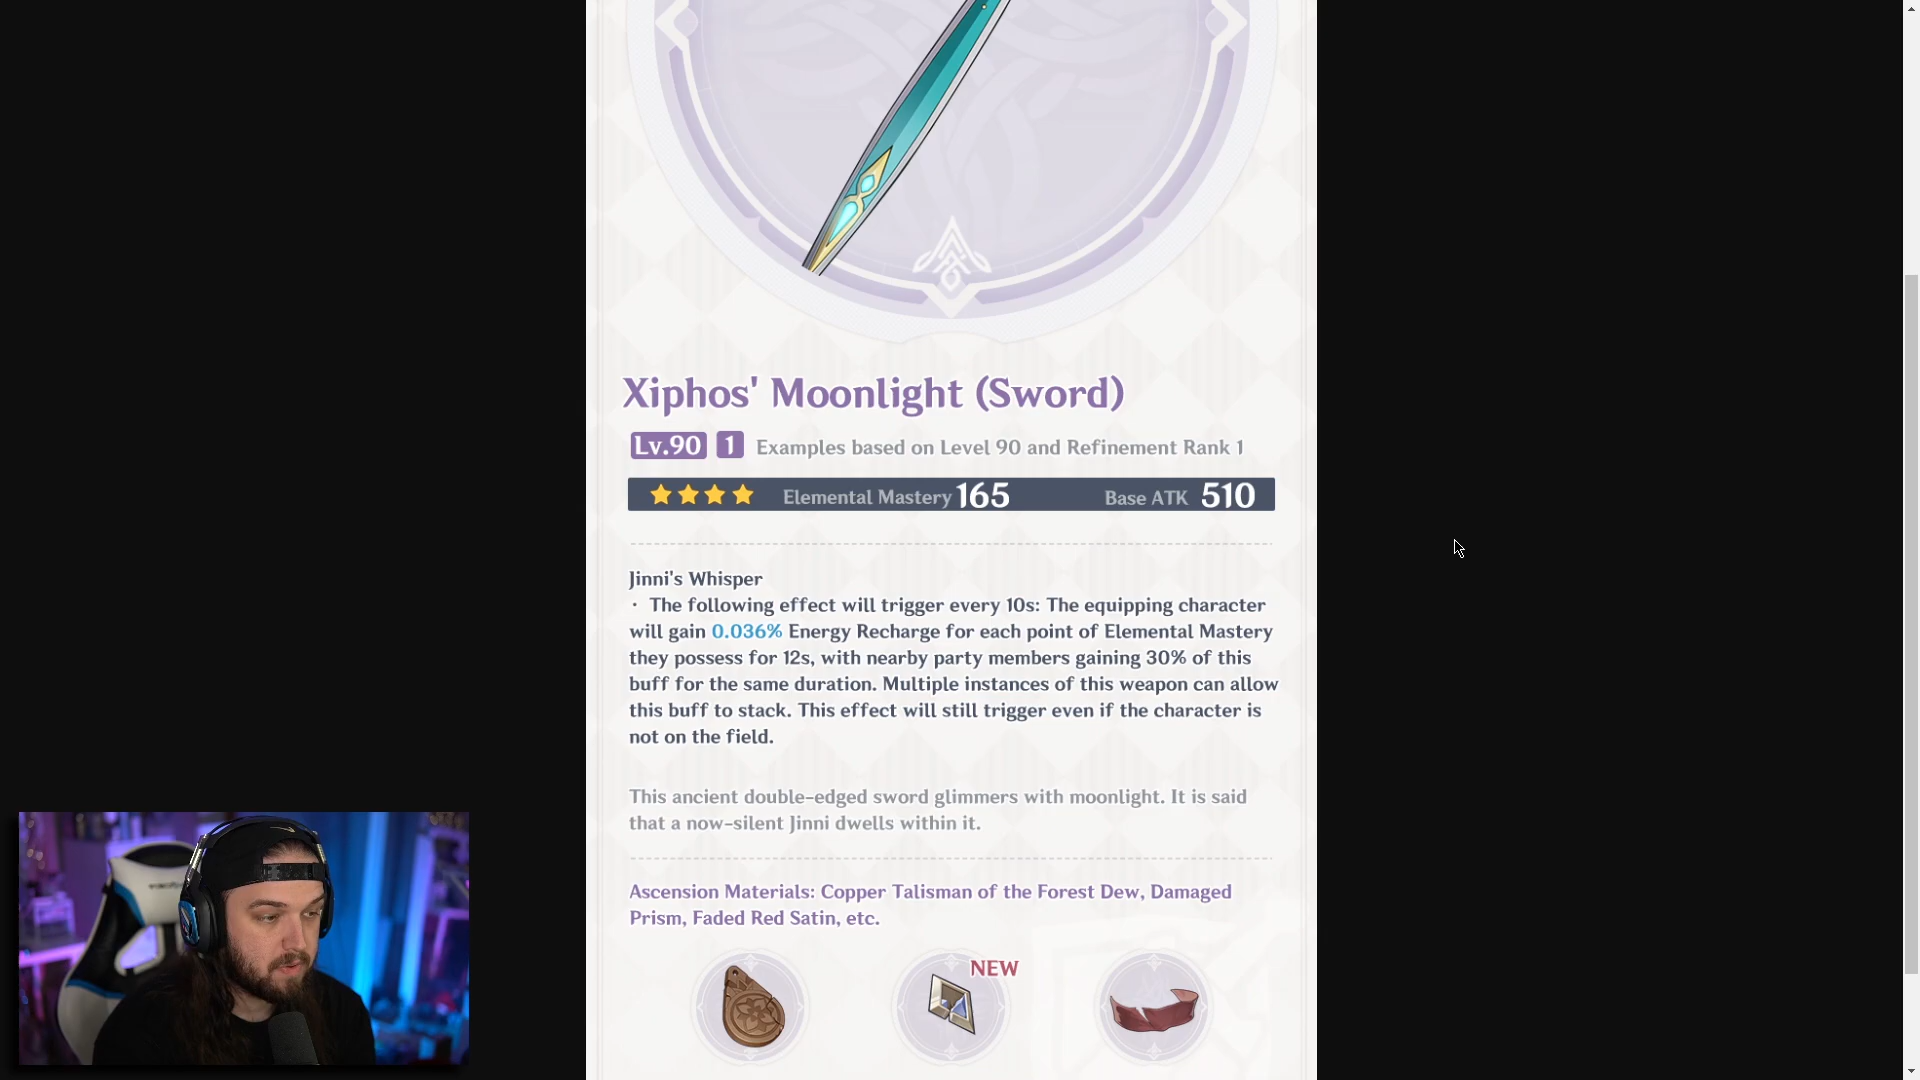 Xiphos' Moonlight (Sword)
Lv.90 1 Examples based on Level 90 and Refinement Rank 1
Elemental Mastery 165 Base ATK 510
Jinni's Whisper
· The following effect will trigger every 10s: The equipping character
will gain 0.036% Energy Recharge for each point of Elemental Mastery
they possess for 12s, with nearby party members gaining 30% of this
buff for the same duration. Multiple instances of this weapon can allow
this buff to stack. This effect will still trigger even if the character is
not on the field.
This ancient double-edged sword glimmers with moonlight. It is said
that a now-silent Jinni dwells within it.
Ascension Materials: Copper Talisman of the Forest Dew, Damaged
Prism, Faded Red Satin, etc.
NEW